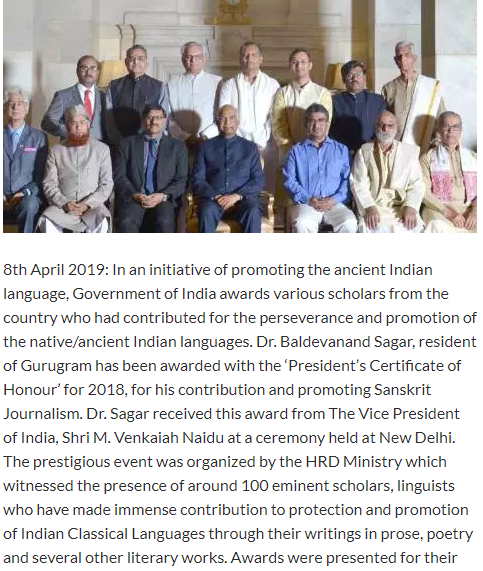 8th April 2019: In an initiative of promoting the ancient Indian
language, Government of India awards various scholars from the
country who had contributed for the perseverance and promotion of
the native/ancient Indian languages. Dr. Baldevanand Sagar, resident
of Gurugram has been awarded with the ‘President’s Certificate of
Honour’ for 2018, for his contribution and promoting Sanskrit
Journalism. Dr. Sagar received this award from The Vice President
of India, Shri M. Venkaiah Naidu at a ceremony held at New Delhi.
The prestigious event was organized by the HRD Ministry which
witnessed the presence of around 100 eminent scholars, linguists
who have made immense contribution to protection and promotion
of Indian Classical Languages through their writings in prose, poetry
and several other literary works. Awards were presented for their